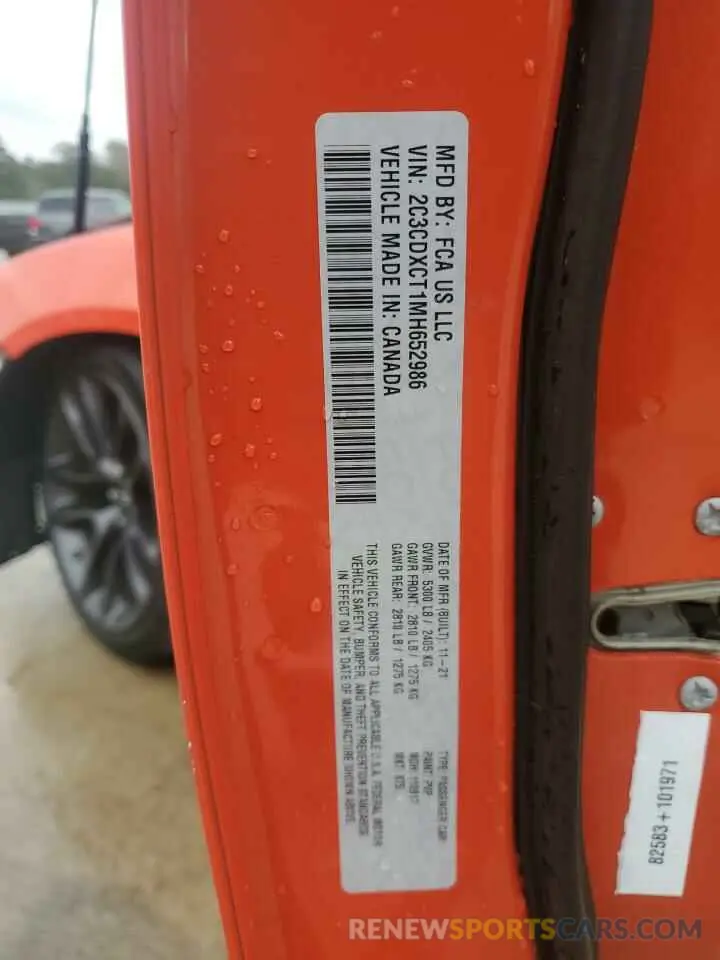 MFD BY: FCA US LLC
VIN: 2C3CDXCT1MH652986
VEHICLE MADE IN: CANADA
DATE OF MFR (BUILT): 11-21
GVWR: 5300 LB / 2405 KG
GAWR FRONT: 2810 LB / 1275 KG
GAWR REAR: 2810 LB / 1275 KG
TYPE: PASSENGER CAR
PAINT:
MDH:
THIS VEHICLE CONFORMS TO ALL APPLICABLE U.S.A. FEDERAL MOTOR
VEHICLE SAFETY, BUMPER, AND THEFT PREVENTION STANDARDS
IN EFFECT ON THE DATE OF MANUFACTURE SHOWN ABOVE.
82583+101971
RENEWSPORTSCARS.COM